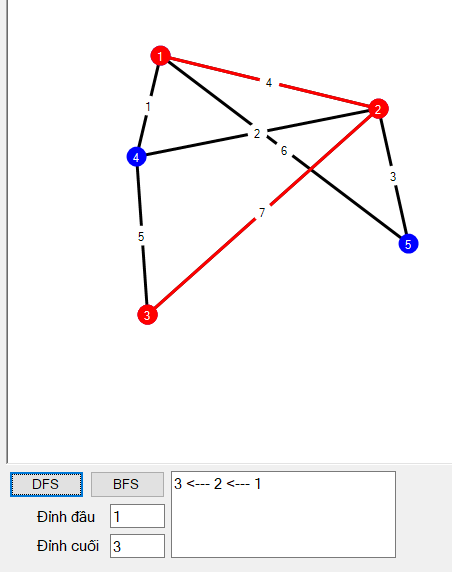 1
4
1
2
2
4
6
3
5
7
5
3
DFS
BFS
3 <--- 2 <--- 1
Đỉnh đầu
1
Đỉnh cuối
3